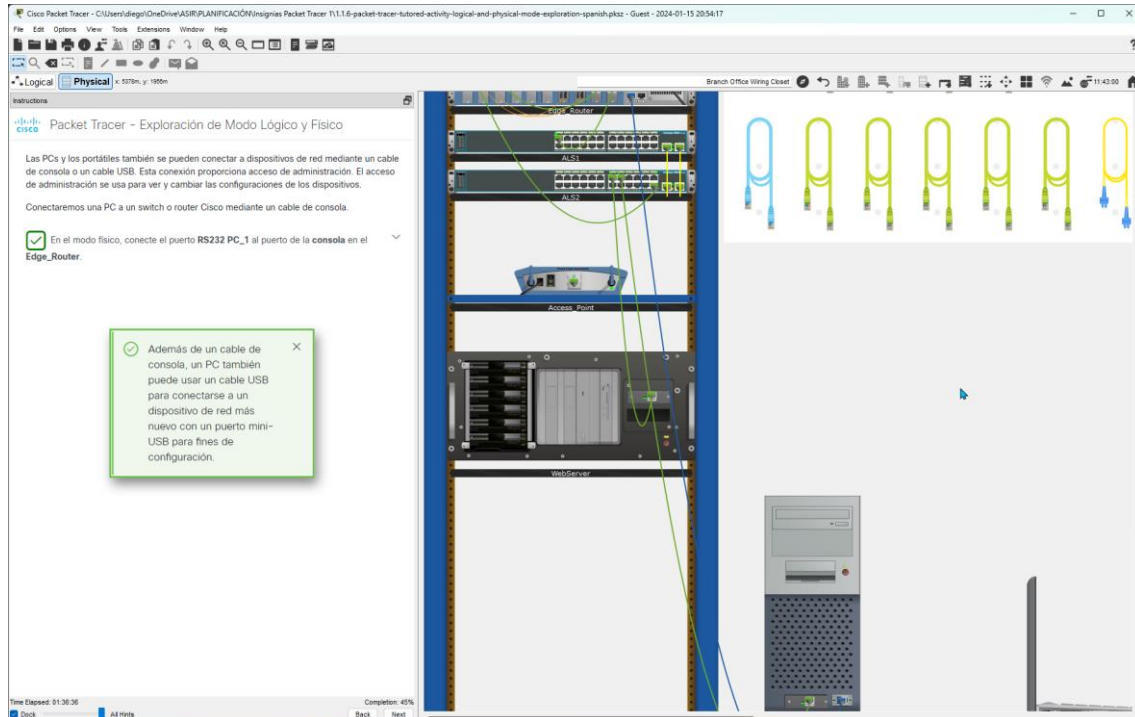 Cisco Packet Tracer - C:\Users\diego\OneDrive\ASIR\PLANIFICACIÓN\Insignias Packet Tracer 1\1.1.6-packet-tracer-tutored-activity-logical-and-physical-mode-exploration-spanish.pksz - Guest - 2024-01-15 20:54:17
File Edit Options View Tools Extensions Window Help
Logical Physical x: 5378m, y: 1956m Branch Office Wiring Closet 11:43:00
Instructions
CISCO Packet Tracer - Exploración de Modo Lógico y Físico
Las PCs y los portátiles también se pueden conectar a dispositivos de red mediante un cable
de consola o un cable USB. Esta conexión proporciona acceso de administración. El acceso
de administración se usa para ver y cambiar las configuraciones de los dispositivos.
Conectaremos una PC a un switch o router Cisco mediante un cable de consola.
En el modo físico, conecte el puerto RS232 PC_1 al puerto de la consola en el
Edge_Router.
Además de un cable de
consola, un PC también
puede usar un cable USB
para conectarse a un
dispositivo de red más
nuevo con un puerto mini-
USB para fines de
configuración.
Edge_Router
ALS1
ALS2
Access_Point
WebServer
Time Elapsed: 01:36:36 Completion: 45%
Dock All Hints Back Next